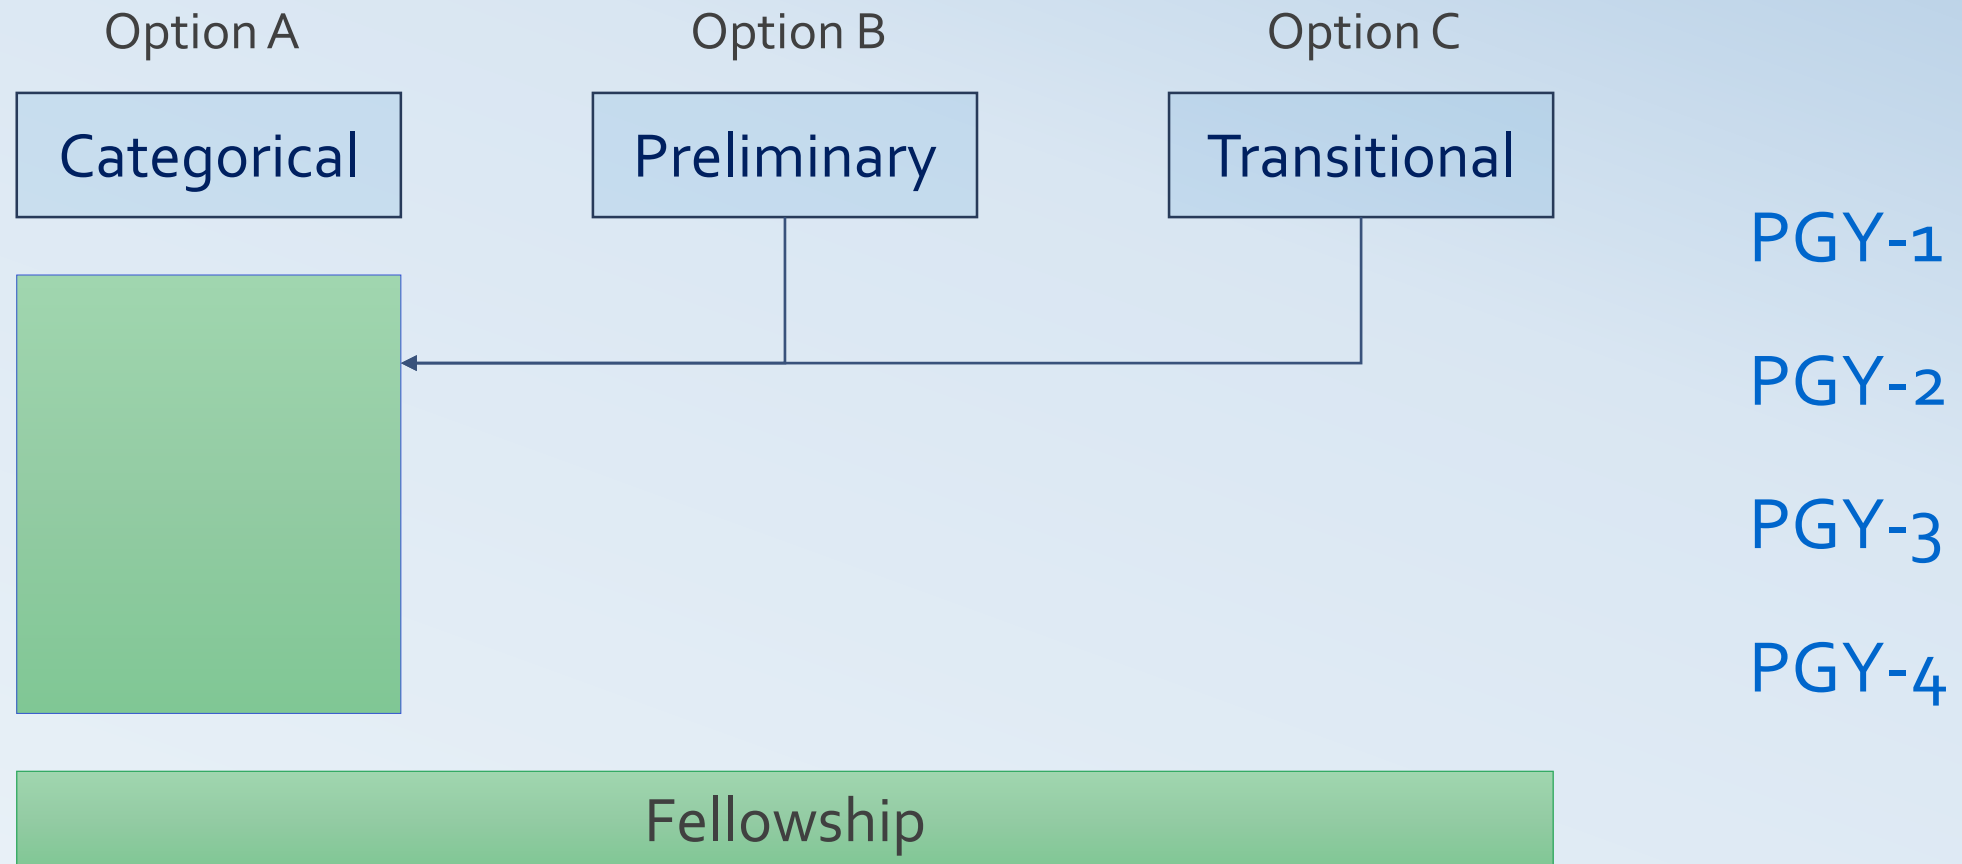 Option A
Option B
Option C
Categorical
Preliminary
Transitional
PGY-1
PGY-2
PGY-3
PGY-4
Fellowship